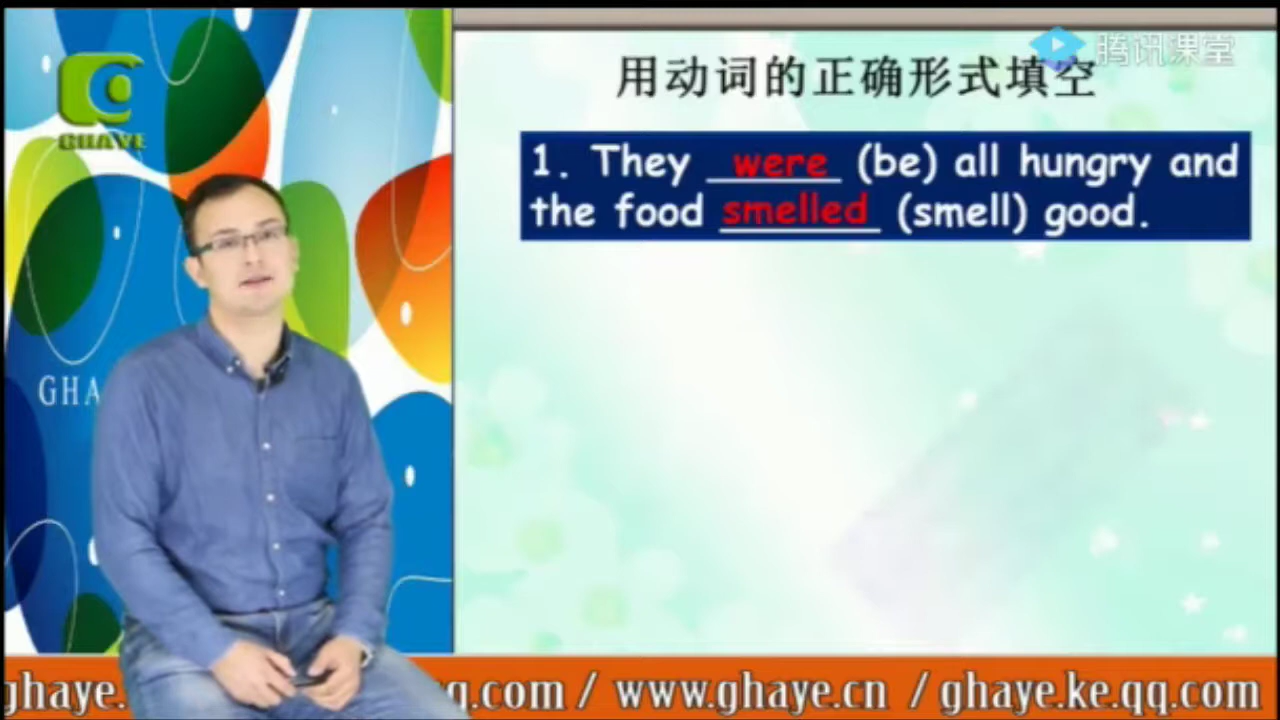 腾讯课堂
用动词的正确形式填空
GHAYE
1. They were (be) all hungry and
the food smelled (smell) good.
GHA
ghaye. q.com / www.ghaye.cn / ghaye.ke.qq.com